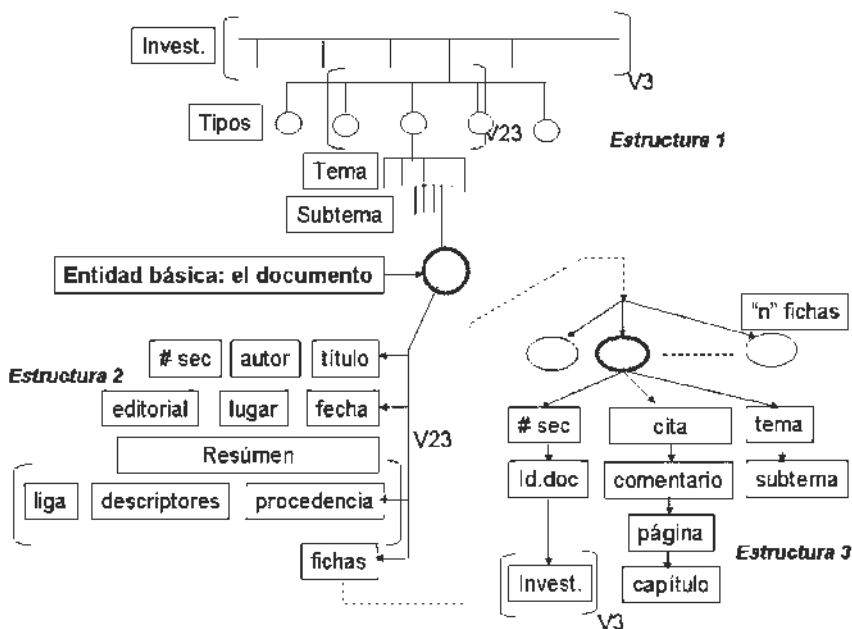 Invest.
V3
Tipos
V23
Estructura 1
Tema
Subtema
Entidad básica: el documento
"n" fichas
# sec autor título
Estructura 2
editorial lugar fecha
V23
Resúmen
liga descriptores procedencia
fichas
# sec cita tema
Id.doc comentario subtema
página
Estructura 3
Invest. capítulo
V3